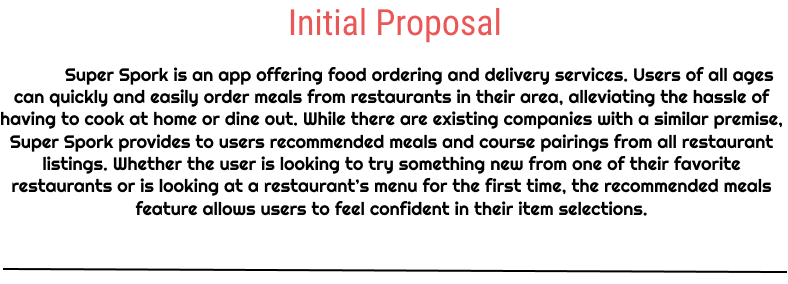 Initial Proposal
Super Spork is an app offering food ordering and delivery services. Users of all ages
can quickly and easily order meals from restaurants in their area, alleviating the hassle of
having to cook at home or dine out. While there are existing companies with a similar premise,
Super Spork provides to users recommended meals and course pairings from all restaurant
listings. Whether the user is looking to try something new from one of their favorite
restaurants or is looking at a restaurant's menu for the first time, the recommended meals
feature allows users to feel confident in their item selections.